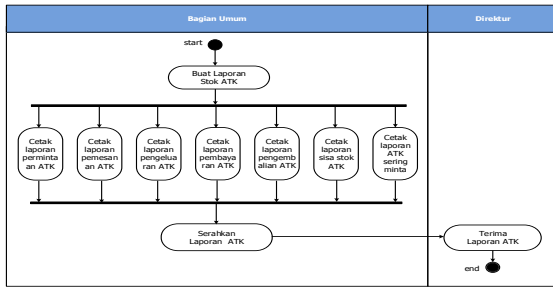 Bagian Umum
Direktur
start
Buat Laporan
Stok ATK
Cetak
laporan
perminta
an ATK
Cetak
laporan
pemesan
an ATK
Cetak
laporan
pengelua
ran ATK
Cetak
laporan
pembaya
ran ATK
Cetak
laporan
pengemb
alian ATK
Cetak
laporan
sisa stok
ATK
Cetak
laporan
ATK
sering
minta
Serahkan
Laporan ATK
Terima
Laporan ATK
end